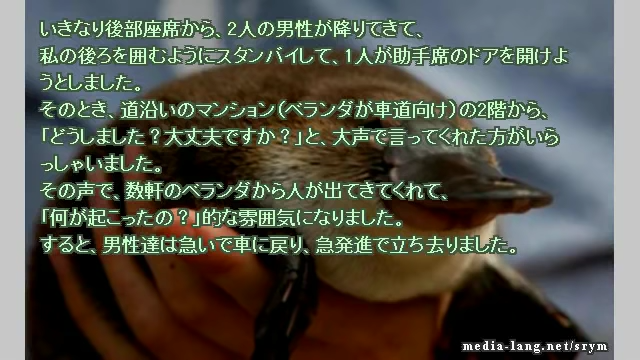 いきなり後部座席から、2人の男性が降りてきて、
私の後ろを囲むようにスタンバイして、1人が助手席のドアを開けよ
うとしました。
そのとき、道沿いのマンション(ベランダが車道向け)の2階から、
「どうしました?大丈夫ですか?」と、大声で言ってくれた方がいら
っしゃいました。
その声で、数軒のベランダから人が出てきてくれて、
「何が起こったの?」的な雰囲気になりました。
すると、男性達は急いで車に戻り、急発進で立ち去りました。
media-lang.net/srym